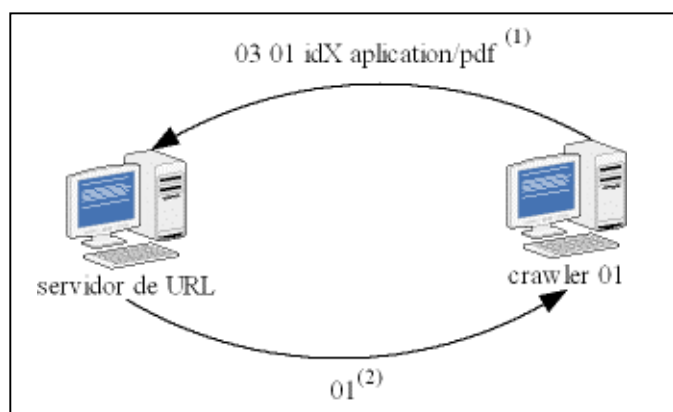 03 01 idX aplication/pdf (1)
servidor de URL
crawler 01
01(2)